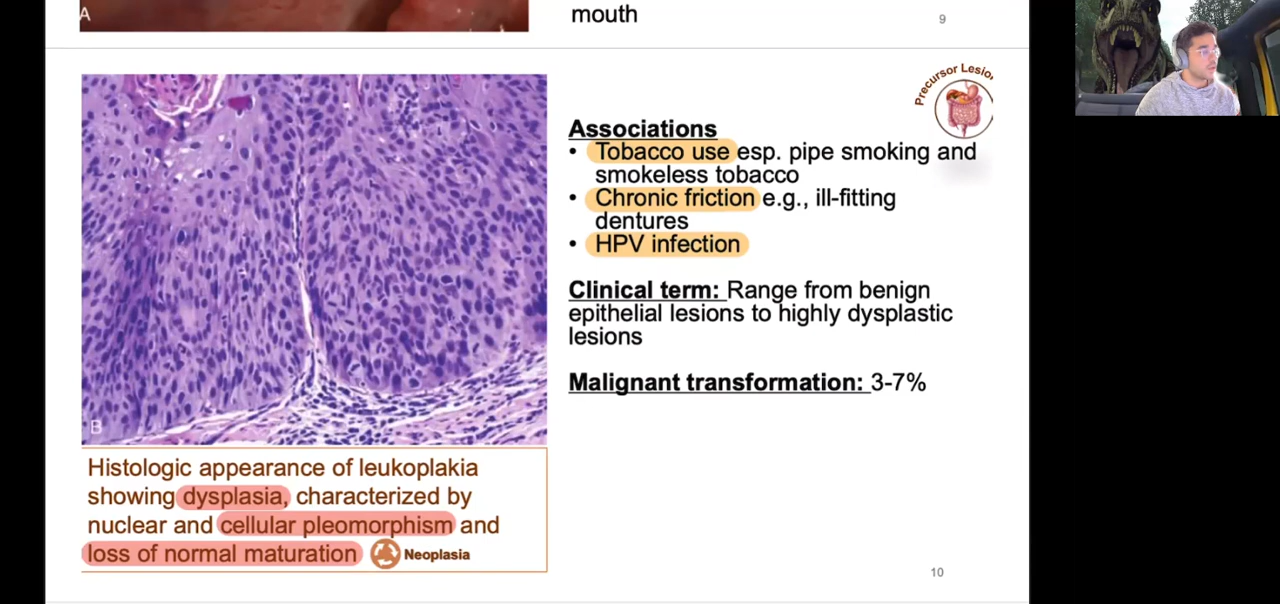 A
mouth
9
Precursor Lesion
Associations
• Tobacco use esp. pipe smoking and
smokeless tobacco
• Chronic friction e.g., ill-fitting
dentures
• HPV infection
Clinical term: Range from benign
epithelial lesions to highly dysplastic
lesions
Malignant transformation: 3-7%
B
Histologic appearance of leukoplakia
showing dysplasia, characterized by
nuclear and cellular pleomorphism and
loss of normal maturation Neoplasia
10